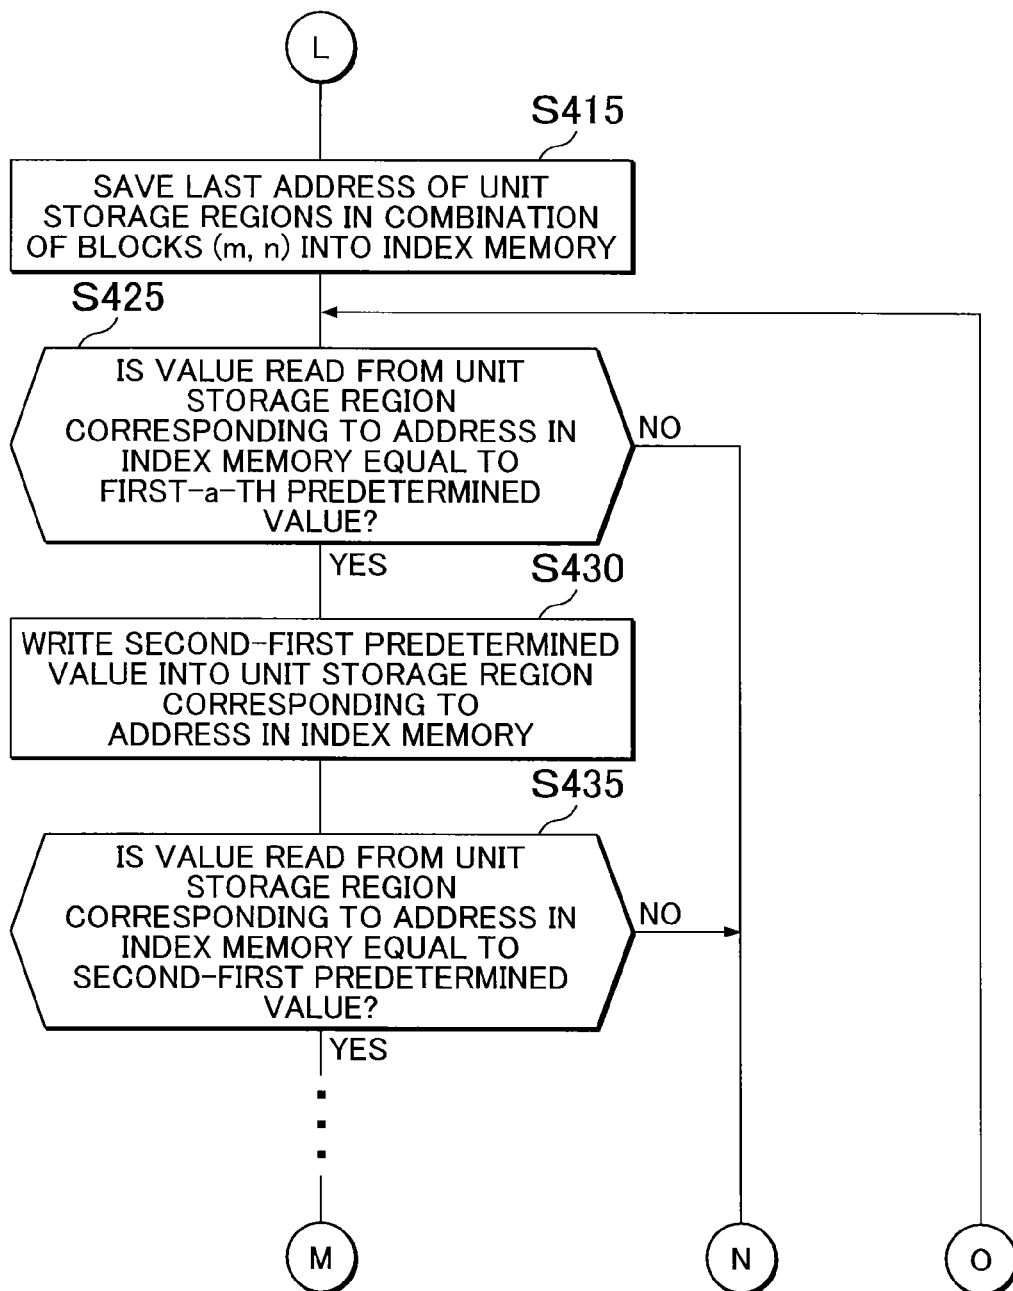 L
S415
SAVE LAST ADDRESS OF UNIT
STORAGE REGIONS IN COMBINATION
OF BLOCKS (m, n) INTO INDEX MEMORY
S425
IS VALUE READ FROM UNIT
STORAGE REGION
CORRESPONDING TO ADDRESS IN
INDEX MEMORY EQUAL TO
FIRST-a-TH PREDETERMINED
VALUE?
NO
YES
S430
WRITE SECOND-FIRST PREDETERMINED
VALUE INTO UNIT STORAGE REGION
CORRESPONDING TO
ADDRESS IN INDEX MEMORY
S435
IS VALUE READ FROM UNIT
STORAGE REGION
CORRESPONDING TO ADDRESS IN
INDEX MEMORY EQUAL TO
SECOND-FIRST PREDETERMINED
VALUE?
NO
YES
M
N
O